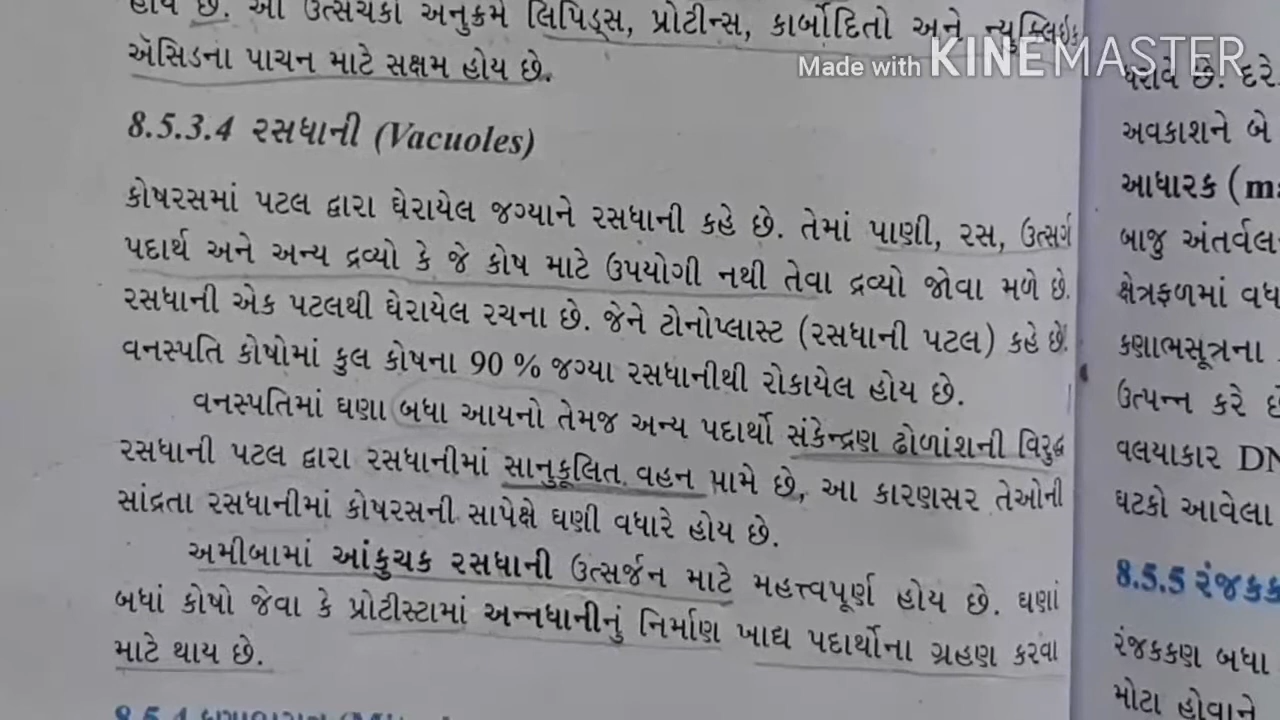 હોય છે. આ ઉત્સેચકો અનુક્રમે લિપિડ્સ, પ્રોટીન્સ, કાર્બોદિતો અને ન્યુક્લિઇક
ઍસિડના પાચન માટે સક્ષમ હોય છે.
Made with KINEMASTER
8.5.3.4 રસધાની (Vacuoles)
કોષરસમાં પટલ દ્વારા ઘેરાયેલ જગ્યાને રસધાની કહે છે. તેમાં પાણી, રસ, ઉત્સર્ગ
પદાર્થ અને અન્ય દ્રવ્યો કે જે કોષ માટે ઉપયોગી નથી તેવા દ્રવ્યો જોવા મળે છે.
રસધાની એક પટલથી ઘેરાયેલ રચના છે. જેને ટોનોપ્લાસ્ટ (રસધાની પટલ) કહે છે.
વનસ્પતિ કોષોમાં કુલ કોષના 90 % જગ્યા રસધાનીથી રોકાયેલ હોય છે.
વનસ્પતિમાં ઘણા બધા આયનો તેમજ અન્ય પદાર્થો સંકેન્દ્રણ ઢોળાંશની વિરુદ્ધ
રસધાની પટલ દ્વારા રસધાનીમાં સાનુકૂલિત વહન પામે છે, આ કારણસર તેઓની
સાંદ્રતા રસધાનીમાં કોષરસની સાપેક્ષે ઘણી વધારે હોય છે.
અમીબામાં આંકુચક રસધાની ઉત્સર્જન માટે મહત્ત્વપૂર્ણ હોય છે. ઘણાં
બધાં કોષો જેવા કે પ્રોટીસ્ટામાં અન્નધાનીનું નિર્માણ ખાદ્ય પદાર્થોના ગ્રહણ કરવા
માટે થાય છે.
ધરાવે છે. દરે
અવકાશને બે
આધારક (m
બાજુ અંતર્વલ
ક્ષેત્રફળમાં વધ
કણાભસૂત્રના
ઉત્પન્ન કરે છે
વલયાકાર DN
ઘટકો આવેલા
8.5.5 રંજકક
રંજકકણ બધા
મોટા હોવાને